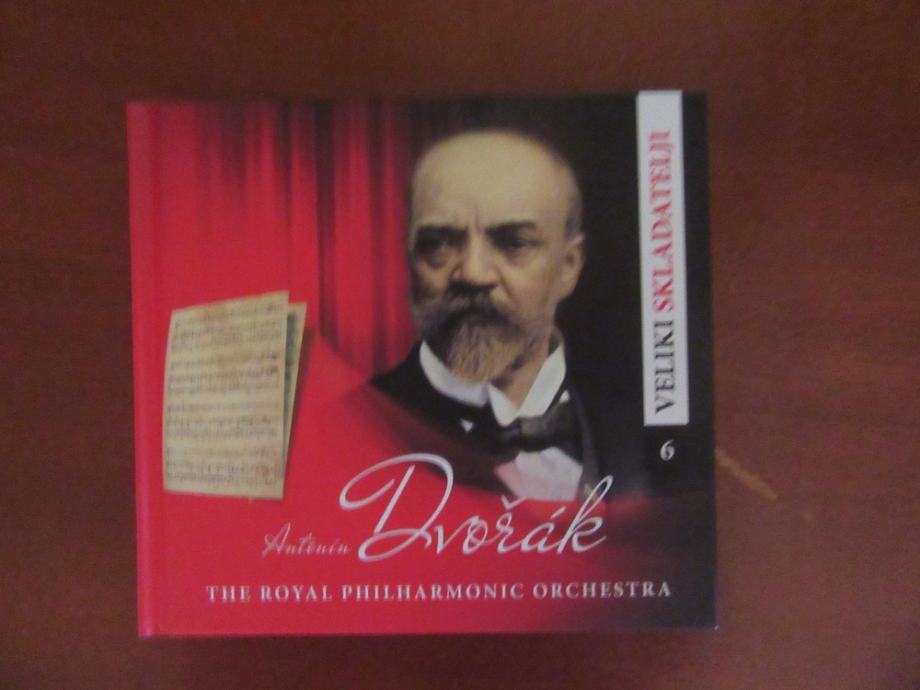 VELIKI SKLADATELJI
6
Antonín Dvořák
THE ROYAL PHILHARMONIC ORCHESTRA